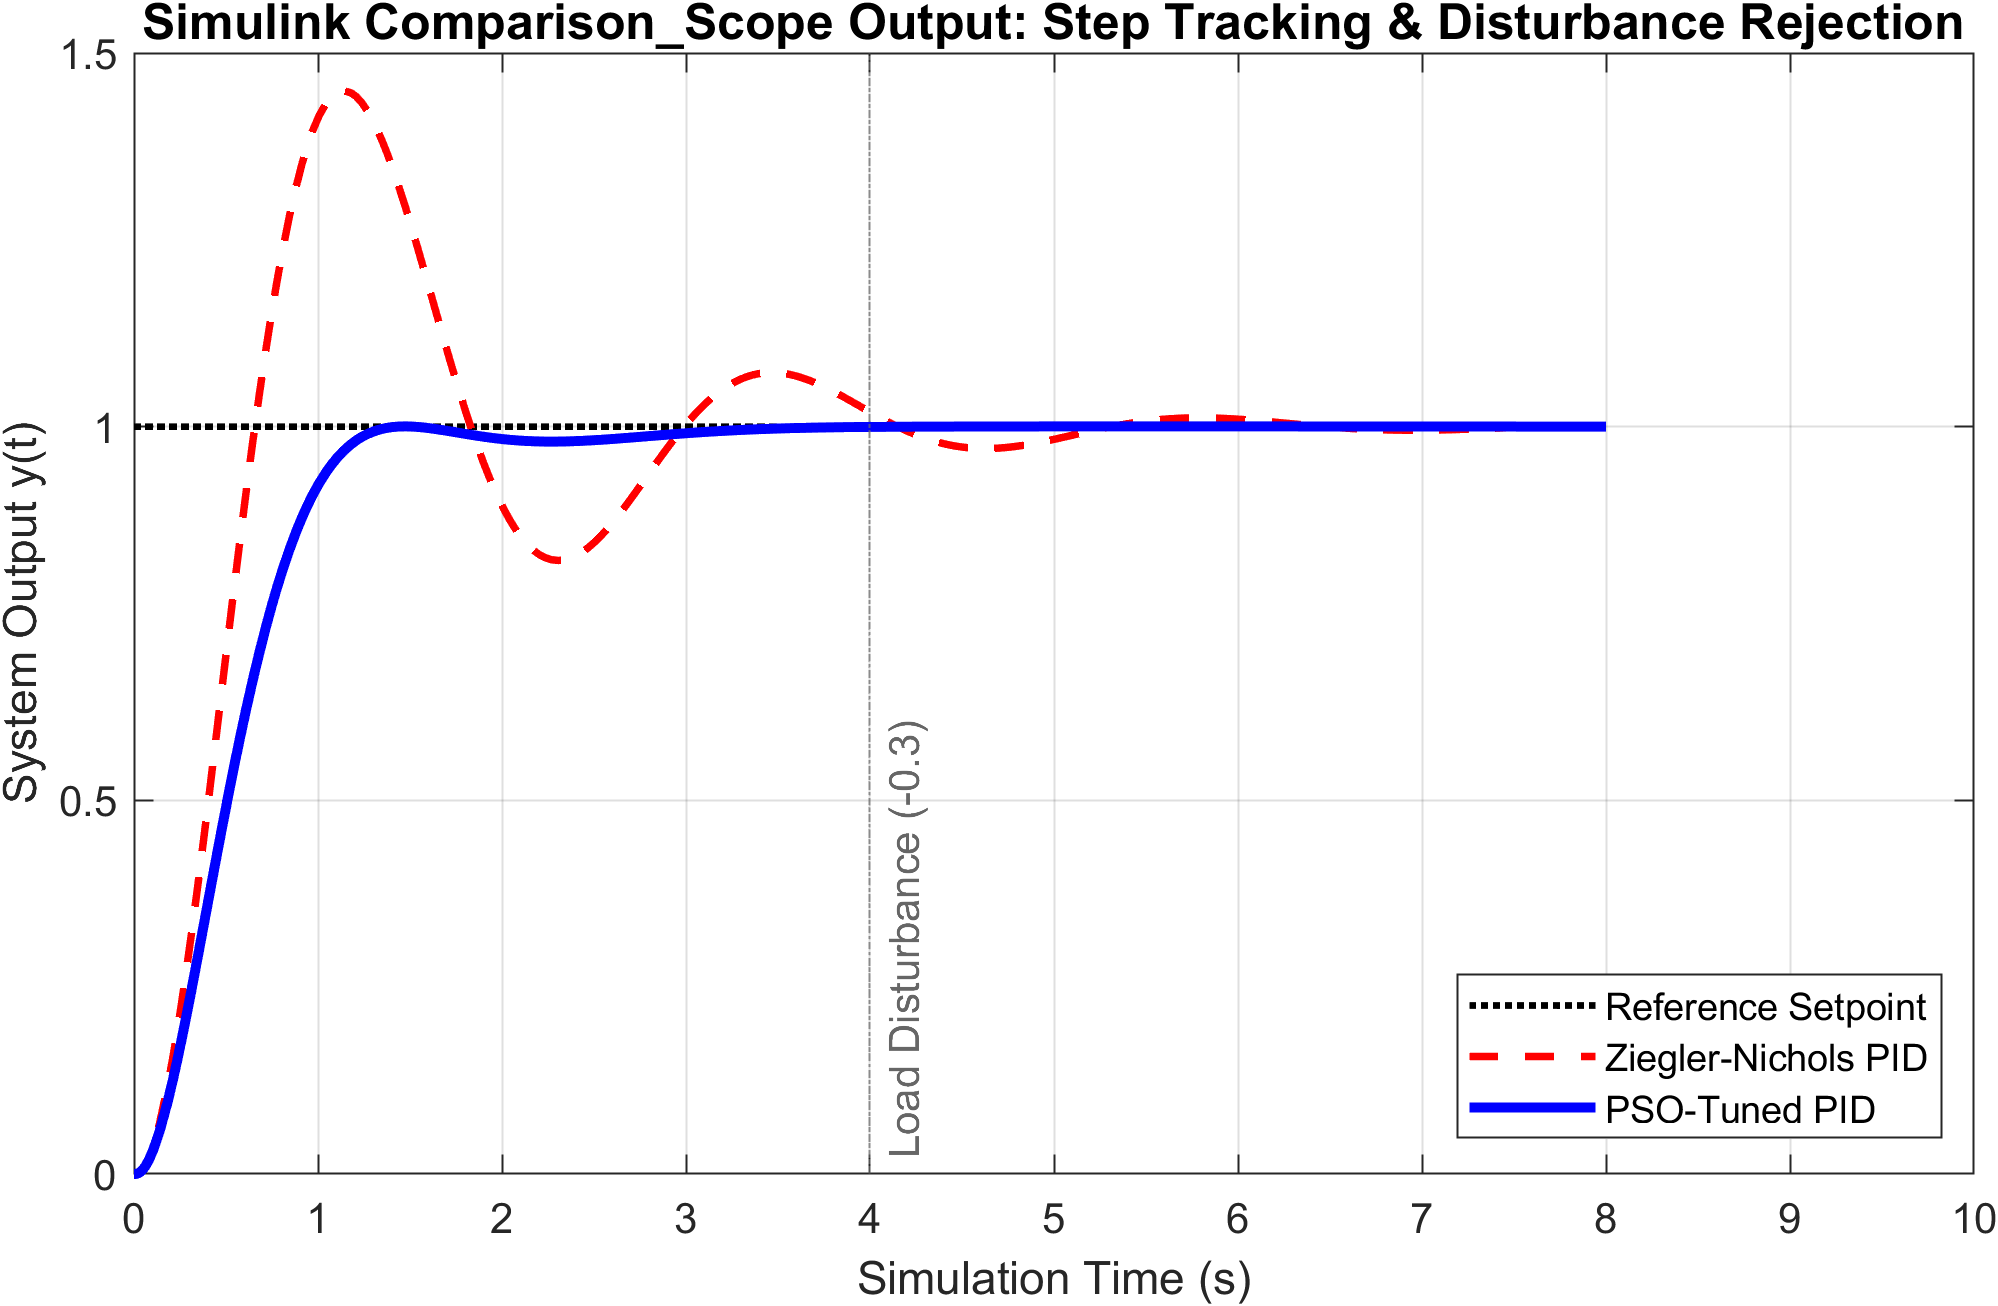 Simulink Comparison_Scope Output: Step Tracking & Disturbance Rejection
System Output y(t)
1.5
1
0.5
0
Load Disturbance (-0.3)
Reference Setpoint
Ziegler-Nichols PID
PSO-Tuned PID
0 1 2 3 4 5 6 7 8 9 10
Simulation Time (s)